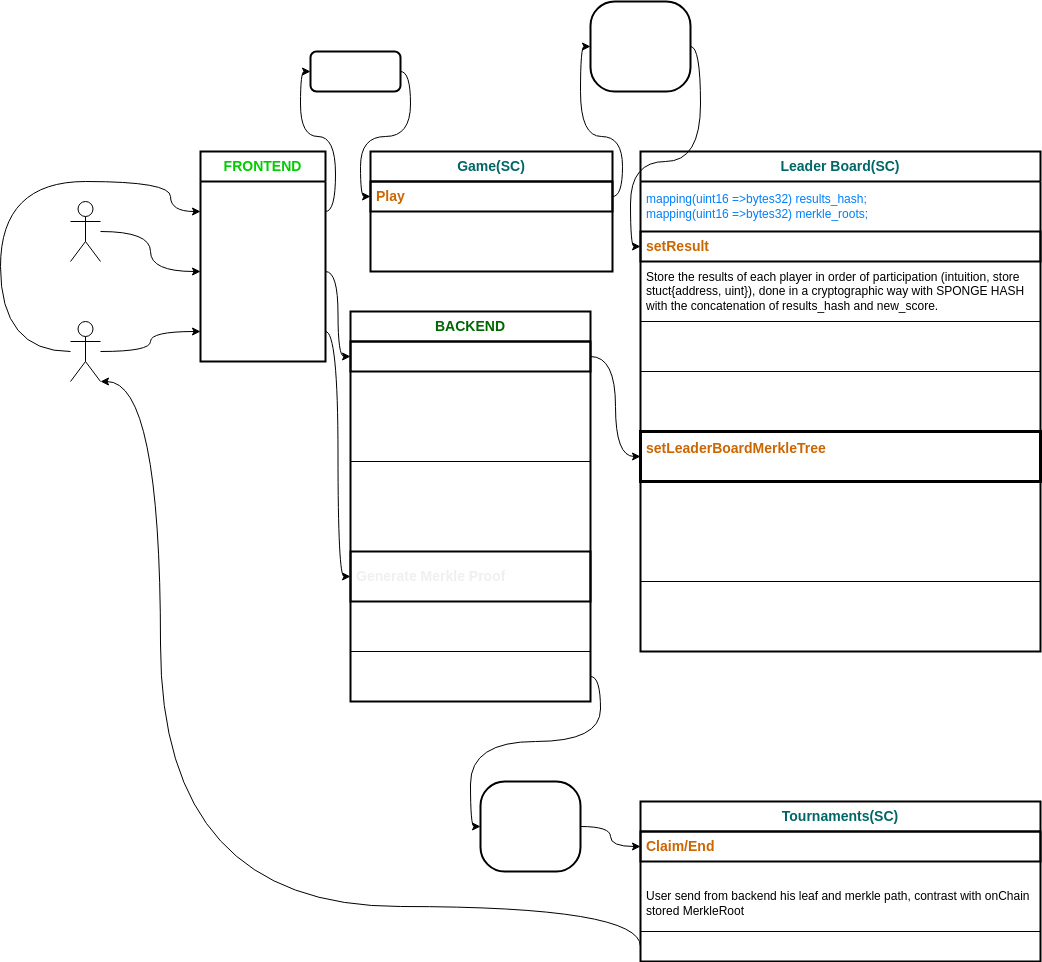 FRONTEND
Game(SC)
Play
Leader Board(SC)
mapping(uint16 =>bytes32) results_hash;
mapping(uint16 =>bytes32) merkle_roots;
setResult
Store the results of each player in order of participation (intuition, store
stuct{address, uint}), done in a cryptographic way with SPONGE HASH
with the concatenation of results_hash and new_score.
BACKEND
setLeaderBoardMerkleTree
Generate Merkle Proof
Tournaments(SC)
Claim/End
User send from backend his leaf and merkle path, contrast with onChain
stored MerkleRoot